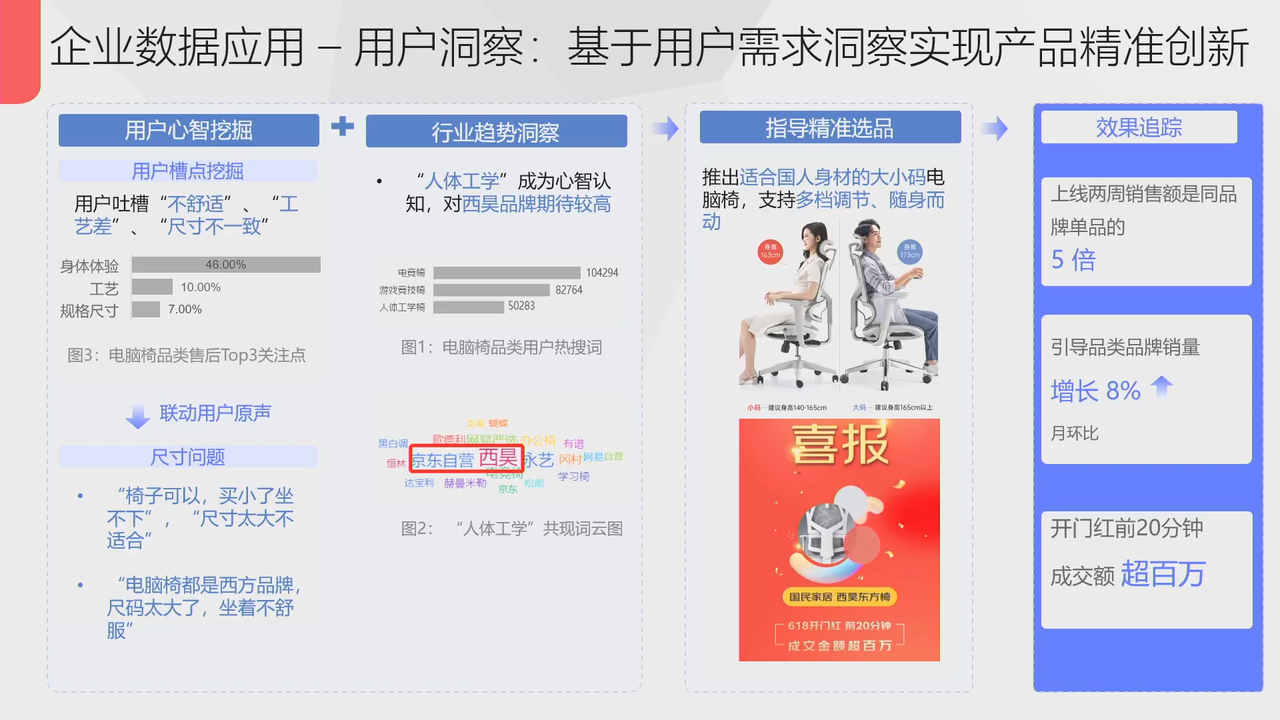 企业数据应用 – 用户洞察：基于用户需求洞察实现产品精准创新
用户心智挖掘
用户槽点挖掘
用户吐槽“不舒适”、“工
艺差”、“尺寸不一致”
身体体验 46.00%
工艺 10.00%
规格尺寸 7.00%
图3：电脑椅品类售后Top3关注点
联动用户原声
尺寸问题
• “椅子可以，买小了坐
不下”，“尺寸太大不
适合”
• “电脑椅都是西方品牌，
尺码太大了，坐着不舒
服”
+
行业趋势洞察
• “人体工学”成为心智认
知，对西昊品牌期待较高
电竞椅 104294
游戏竞技椅 82764
人体工学椅 50283
图1：电脑椅品类用户热搜词
支家 蝴蝶
黑白调 歌德利 网易严选 办公椅 有谱
恒林 京东自营 西昊 永艺 冈村 网易自营
电竞椅
达宝利 赫曼米勒 京东 松能 学习椅
图2： “人体工学”共现词云图
指导精准选品
推出适合国人身材的大小码电
脑椅，支持多档调节、随身而
动
身高
163cm
身高
173cm
小码 — 建议身高140-165cm
大码 — 建议身高165cm以上
喜报
国民家居 西昊东方椅
618开门红 前20分钟
成交金额超百万
效果追踪
上线两周销售额是同品
牌单品的
5 倍
引导品类品牌销量
增长 8%
月环比
开门红前20分钟
成交额 超百万